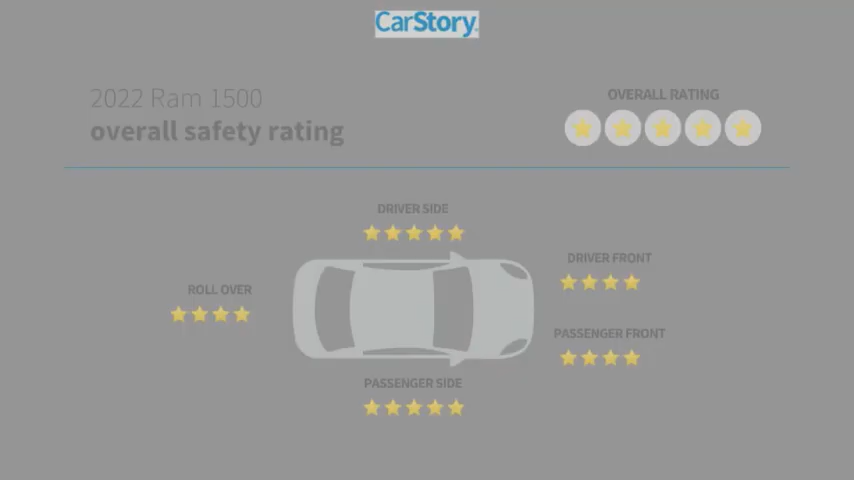 CarStory
2022 Ram 1500
overall safety rating
OVERALL RATING
DRIVER SIDE
DRIVER FRONT
ROLL OVER
PASSENGER FRONT
PASSENGER SIDE